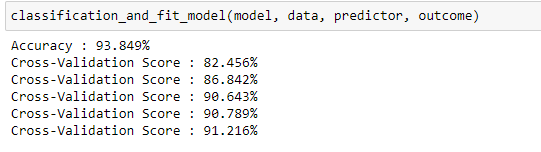 classification_and_fit_model(model, data, predictor, outcome)
Accuracy : 93.849%
Cross-Validation Score : 82.456%
Cross-Validation Score : 86.842%
Cross-Validation Score : 90.643%
Cross-Validation Score : 90.789%
Cross-Validation Score : 91.216%